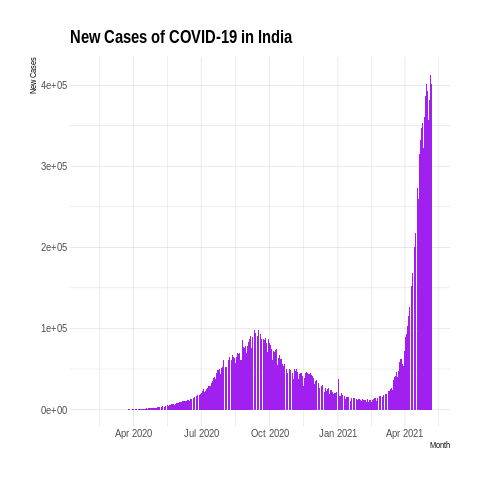 New Cases of COVID-19 in India
New Cases
4e+05
3e+05
2e+05
1e+05
0e+00
Apr 2020 Jul 2020 Oct 2020 Jan 2021 Apr 2021
Month